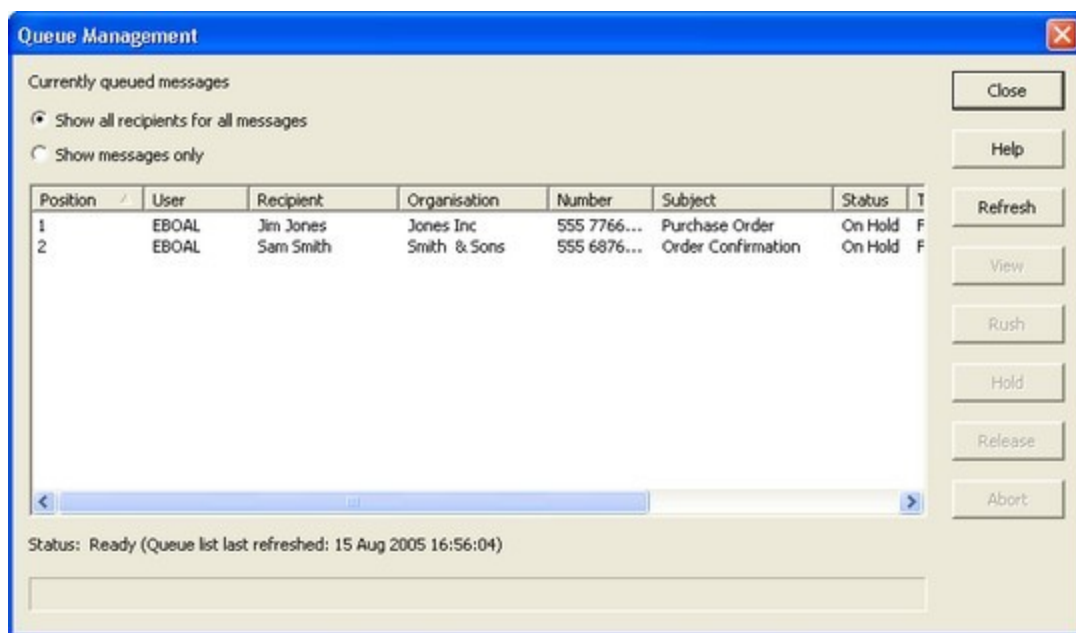 Queue Management
Currently queued messages
Show all recipients for all messages
Show messages only
Position User Recipient Organisation Number Subject Status
1 EBOAL Jim Jones Jones Inc 555 7766... Purchase Order On Hold
2 EBOAL Sam Smith Smith & Sons 555 6876... Order Confirmation On Hold
Status: Ready (Queue list last refreshed: 15 Aug 2005 16:56:04)
Close
Help
Refresh
View
Rush
Hold
Release
Abort